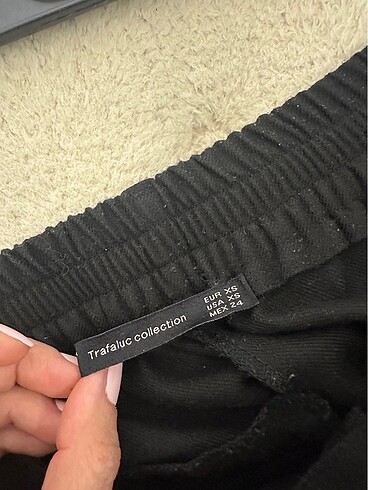 Trafaluc collection
EUR XS
USA XS
MEX 24